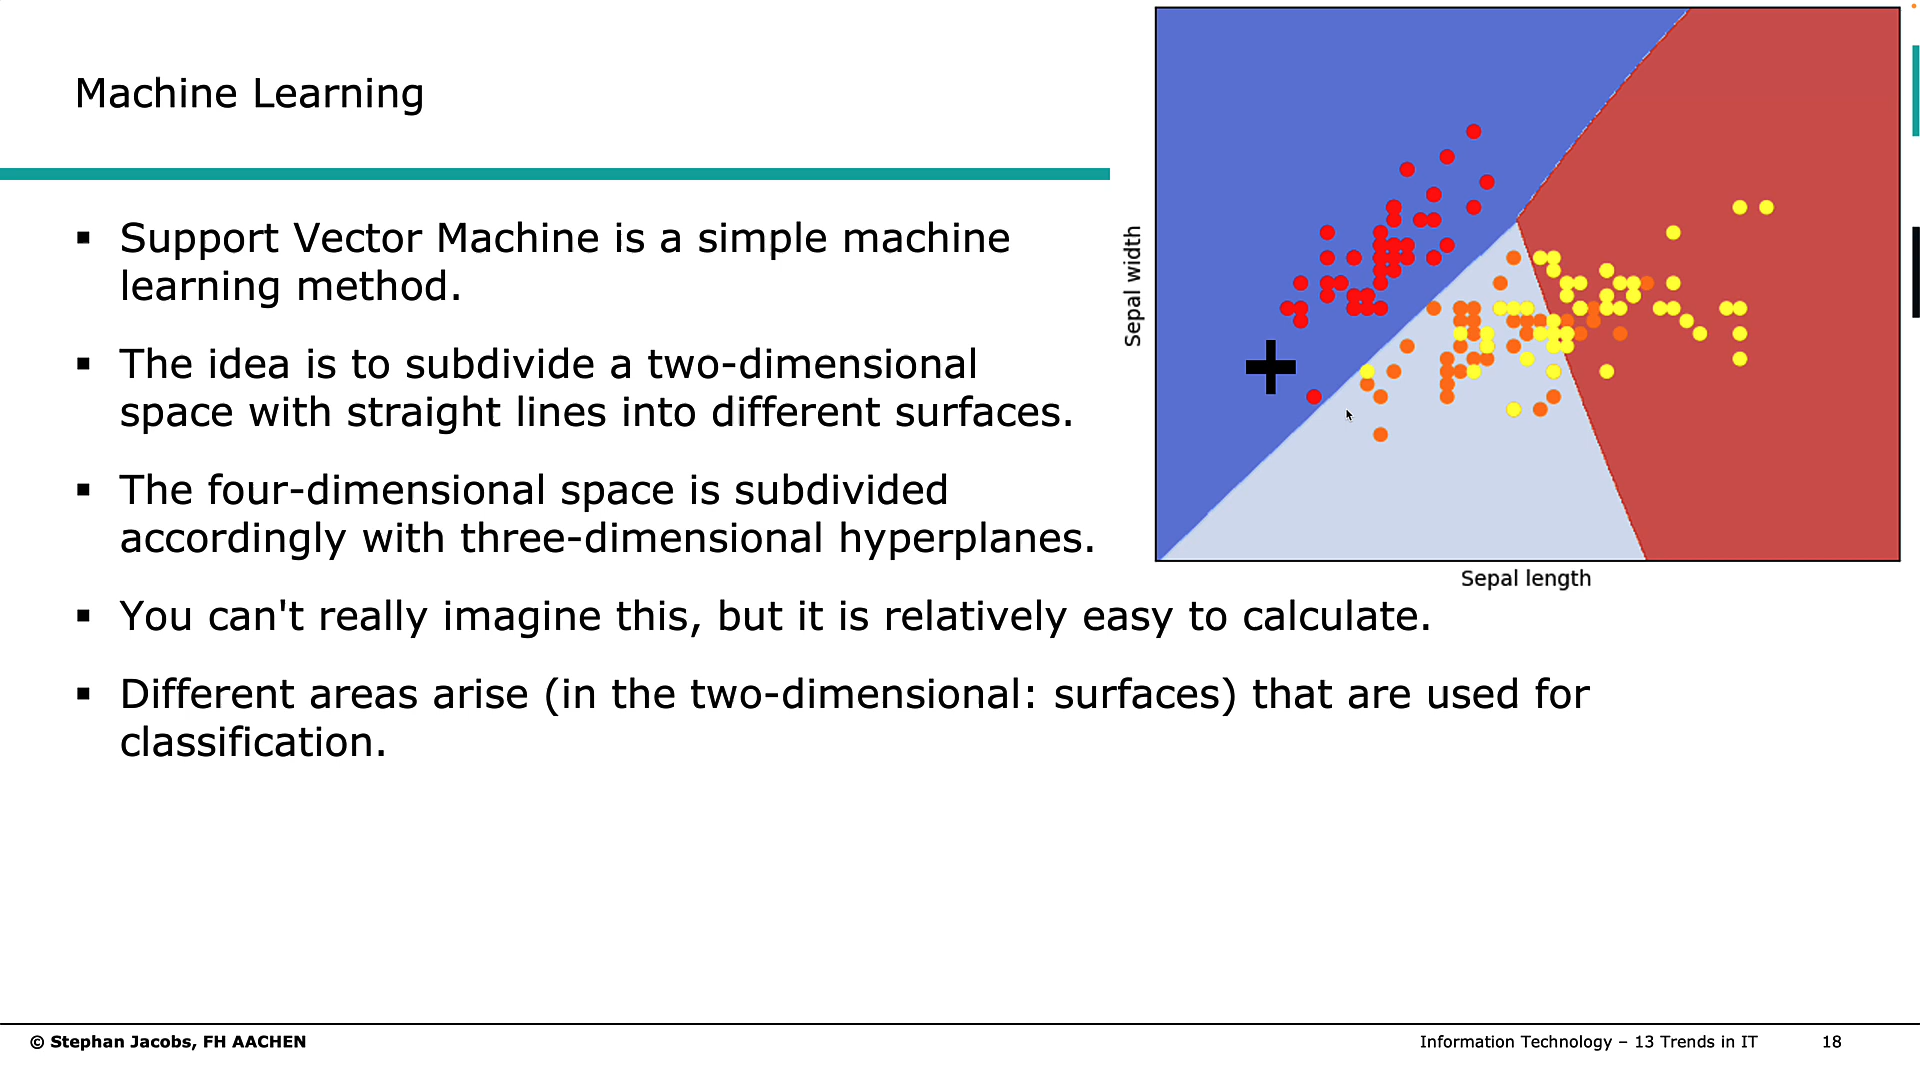 Machine Learning
▪ Support Vector Machine is a simple machine
learning method.
▪ The idea is to subdivide a two-dimensional
space with straight lines into different surfaces.
▪ The four-dimensional space is subdivided
accordingly with three-dimensional hyperplanes.
▪ You can't really imagine this, but it is relatively easy to calculate.
▪ Different areas arise (in the two-dimensional: surfaces) that are used for
classification.
Sepal width
Sepal length
© Stephan Jacobs, FH AACHEN
Information Technology – 13 Trends in IT
18